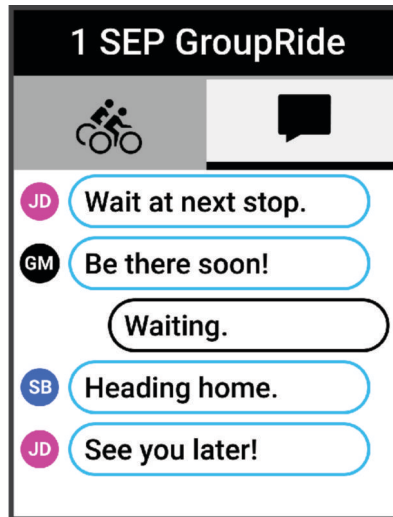 1 SEP GroupRide
JD Wait at next stop.
GM Be there soon!
Waiting.
SB Heading home.
JD See you later!